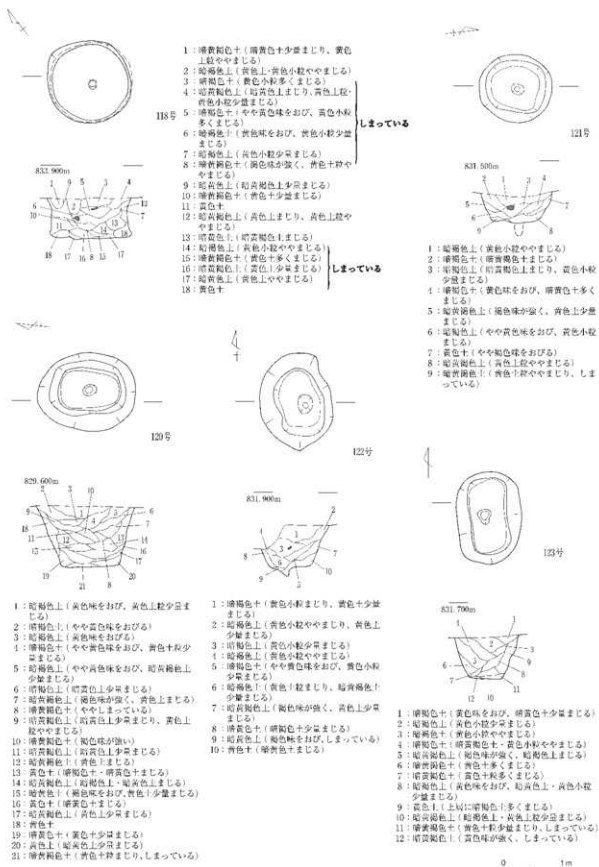 118号
833.900m
1：暗黄褐色土（暗黄色土少量まじり、黄色
土粒ややまじる）
2：暗褐色土（黄色土・黄色小粒ややまじる）
3：暗褐色土（黄色小粒多くまじる）
4：暗黄褐色土（暗黄色土まじり、黄色土粒・
黄色小粒少量まじる）
5：暗褐色土（やや黄色味をおび、黄色小粒
多くまじる）
6：暗褐色土（黄色味をおび、黄色小粒少量
まじる）
7：暗褐色土（黄色小粒少量まじる）
8：暗黄褐色土（褐色味が強く、黄色土粒や
やまじる）
しまっている
9：暗黄色土（暗黄褐色土少量まじる）
10：暗黄褐色土（黄色土少量まじる）
11：黄色土
12：暗黄褐色土（黄色土まじり、黄色土粒や
やまじる）
13：暗黄色土（暗黄褐色土まじる）
14：暗褐色土（黄色小粒ややまじる）
15：暗黄褐色土（黄色土多くまじる）
16：暗黄褐色土（黄色土少量まじる）
17：暗黄色土（黄色土ややまじる）
しまっている
18：黄色土
121号
831.500m
1：暗褐色土（黄色小粒ややまじる）
2：暗褐色土（暗黄褐色土まじる）
3：暗褐色土（暗黄褐色土まじり、黄色小粒
少量まじる）
4：暗褐色土（黄色味をおび、暗黄色土多く
まじる）
5：暗黄褐色土（褐色味が強く、黄色土少量
まじる）
6：暗褐色土（やや黄色味をおび、黄色小粒
まじる）
7：黄色土（やや褐色味をおびる）
8：暗黄褐色土（黄色土粒ややまじる）
9：暗黄褐色土（黄色土粒ややまじり、しま
っている）
120号
829.600m
1：暗褐色土（黄色味をおび、黄色土粒少量ま
じる）
2：暗褐色土（やや黄色味をおびる）
3：暗褐色土（黄色味をおびる）
4：暗褐色土（やや黄色味をおび、黄色土粒少
量まじる）
5：暗褐色土（やや黄色味をおび、暗黄褐色土
少量まじる）
6：暗褐色土（暗黄色土少量まじる）
7：暗黄褐色土（褐色味が強く、黄色土まじる）
8：暗黄褐色土（ややしまっている）
9：暗黄褐色土（暗黄色土少量まじり、黄色土
粒ややまじる）
10：暗黄褐色土（褐色味が強い）
11：暗黄褐色土（暗黄色土少量まじる）
12：暗黄褐色土（黄色土まじる）
13：黄色土（暗褐色土・暗黄色土まじる）
14：暗黄褐色土（暗褐色土・暗黄色土まじる）
15：暗黄色土（褐色味をおび、黄色土少量まじる）
16：黄色土（暗黄色土まじる）
17：暗黄褐色土（黄色土少量まじる）
18：黄色土
19：暗黄色土（黄色土少量まじる）
20：黄色土（暗黄色土少量まじる）
21：暗黄褐色土（黄色土粒まじり、しまっている）
122号
831.900m
1：暗褐色土（黄色小粒まじり、黄色土少量
まじる）
2：暗黄褐色土（黄色小粒ややまじり、黄色土
少量まじる）
3：暗褐色土（黄色小粒少量まじる）
4：暗褐色土（黄色小粒ややまじる）
5：暗褐色土（やや黄色味をおび、黄色小粒
少量まじる）
6：暗黄褐色土（黄色土粒まじり、暗黄褐色土
少量まじる）
7：暗黄褐色土（褐色味が強く、黄色土少量
まじる）
8：暗黄色土（暗褐色土少量まじる）
9：暗黄色土（褐色味をおび、しまっている）
10：黄色土（暗黄色土まじる）
123号
831.700m
1：暗褐色土（黄色味をおび、暗黄色土少量まじる）
2：暗褐色土（黄色小粒少量まじる）
3：暗褐色土（黄色小粒ややまじる）
4：暗褐色土（暗黄褐色土・黄色小粒ややまじる）
5：暗黄褐色土（褐色味が強く、暗褐色土まじる）
6：暗黄褐色土（黄色土多くまじる）
7：暗黄褐色土（黄色土粒多くまじる）
8：暗褐色土（黄色味をおび、暗黄色土・黄色小粒
少量まじる）
9：黄色土（上層に暗褐色土多くまじる）
10：暗黄褐色土（暗褐色土・黄色土粒少量まじる）
11：暗黄褐色土（黄色土粒少量まじり、しまっている）
12：暗黄褐色土（黄色味が強く、しまっている）
0 1m